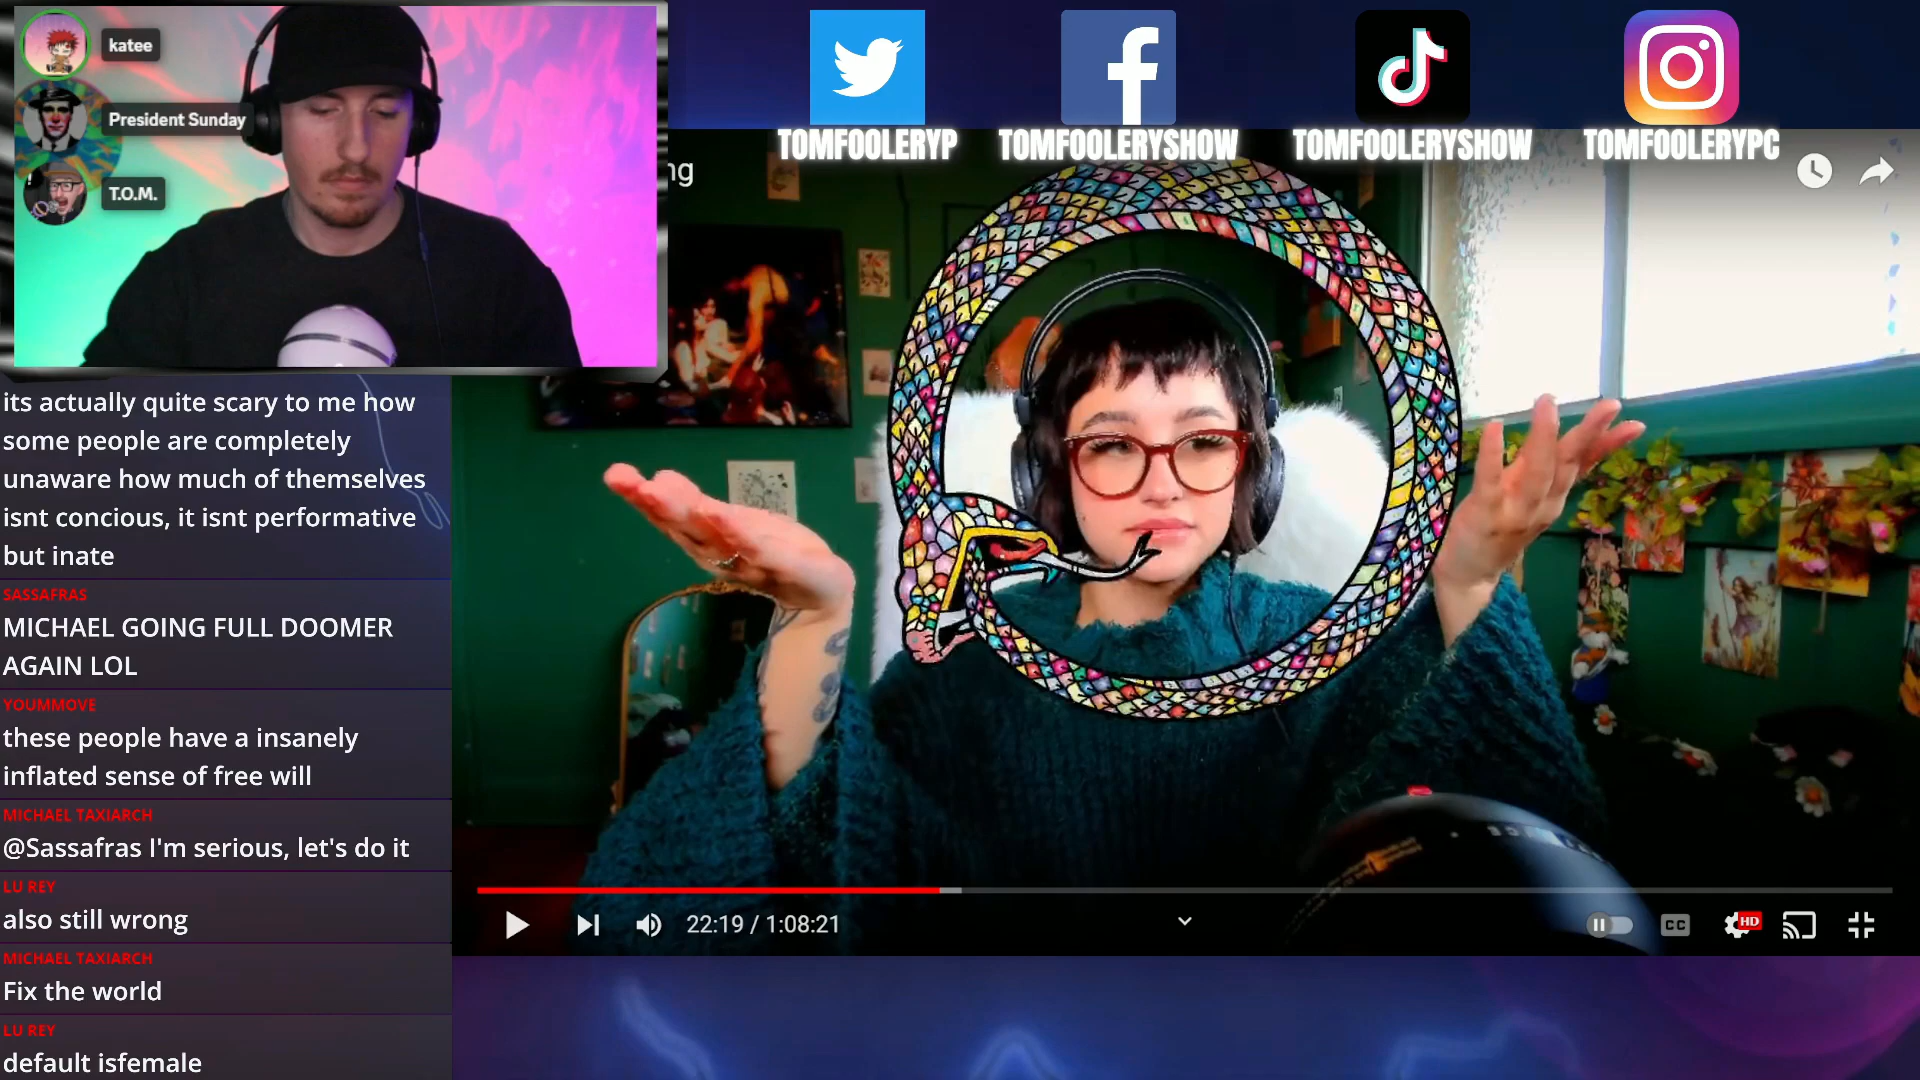 katee
President Sunday
T.O.M.
TOMFOOLERYP
TOMFOOLERYSHOW
TOMFOOLERYSHOW
TOMFOOLERYPC
ng
its actually quite scary to me how
some people are completely
unaware how much of themselves
isnt concious, it isnt performative
but inate
SASSAFRAS
MICHAEL GOING FULL DOOMER
AGAIN LOL
YOUMMOVE
these people have a insanely
inflated sense of free will
MICHAEL TAXIARCH
@Sassafras I'm serious, let's do it
LU REY
also still wrong
MICHAEL TAXIARCH
Fix the world
LU REY
default isfemale
22:19 / 1:08:21
CC
HD